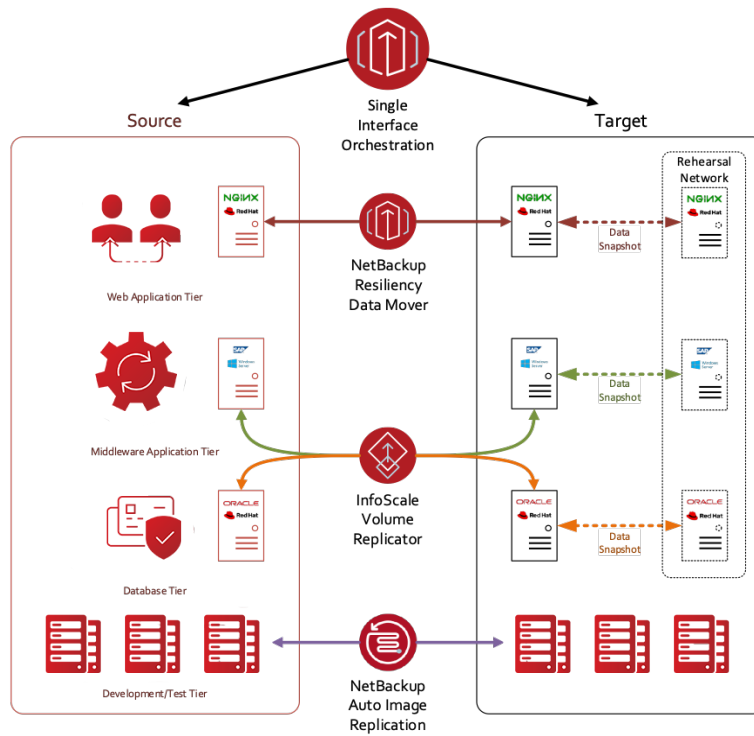 Single
Interface
Orchestration
Source
Target
Rehearsal
Network
NGINX
Red Hat
NGINX
Red Hat
NGINX
Red Hat
Data
Snapshot
NetBackup
Resiliency
Data Mover
Web Application Tier
SAP
Windows
Server
SAP
Windows
Server
SAP
Windows
Server
Data
Snapshot
Middleware Application Tier
InfoScale
Volume
Replicator
ORACLE
Red Hat
ORACLE
Red Hat
ORACLE
Red Hat
Data
Snapshot
Database Tier
NetBackup
Auto Image
Replication
Development/Test Tier